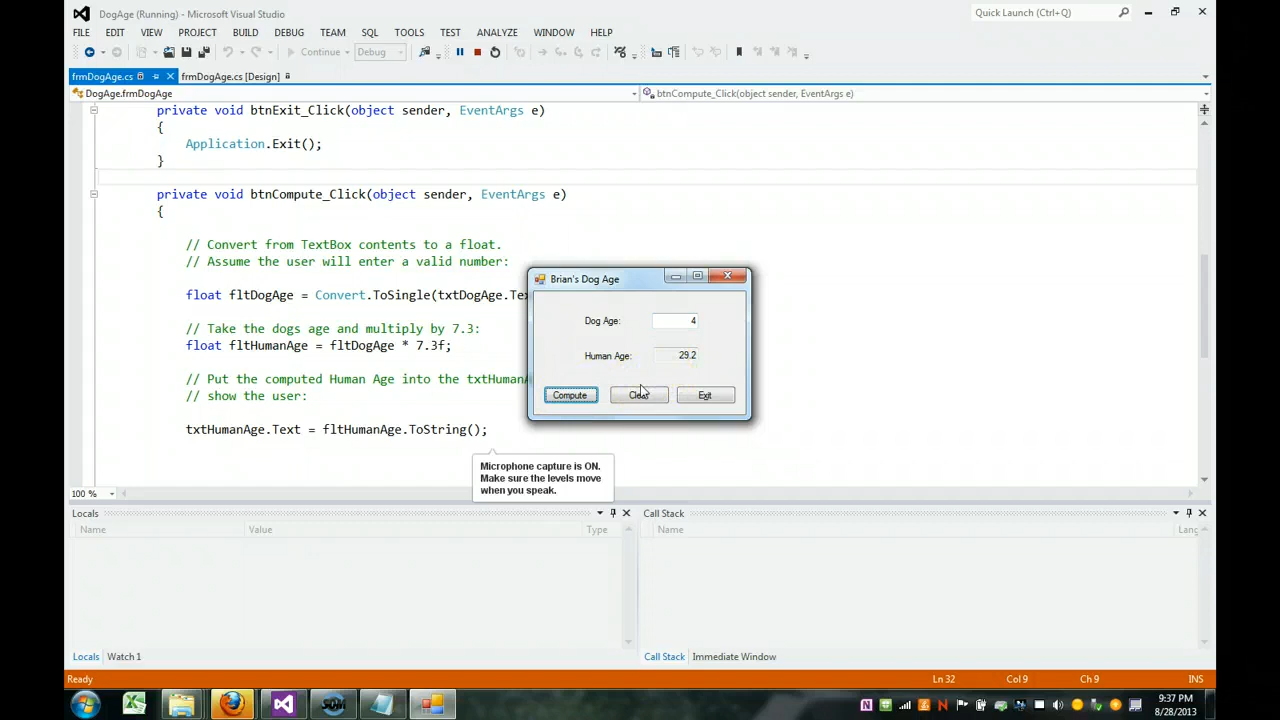 DogAge (Running) - Microsoft Visual Studio
Quick Launch (Ctrl+Q)
FILE EDIT VIEW PROJECT BUILD DEBUG TEAM SQL TOOLS TEST ANALYZE WINDOW HELP
Continue Debug
frmDogAge.cs frmDogAge.cs [Design]
DogAge.frmDogAge btnCompute_Click(object sender, EventArgs e)
private void btnExit_Click(object sender, EventArgs e)
{
Application.Exit();
}
private void btnCompute_Click(object sender, EventArgs e)
{
// Convert from TextBox contents to a float.
// Assume the user will enter a valid number:
float fltDogAge = Convert.ToSingle(txtDogAge.Tex
// Take the dogs age and multiply by 7.3:
float fltHumanAge = fltDogAge * 7.3f;
// Put the computed Human Age into the txtHumanA
// show the user:
txtHumanAge.Text = fltHumanAge.ToString();
Brian's Dog Age
Dog Age: 4
Human Age: 29.2
Compute Clear Exit
Microphone capture is ON.
Make sure the levels move
when you speak.
100 %
Locals
Name Value Type
Call Stack
Name Lang
Locals Watch 1
Call Stack Immediate Window
Ready Ln 32 Col 9 Ch 9 INS
9:37 PM
8/28/2013